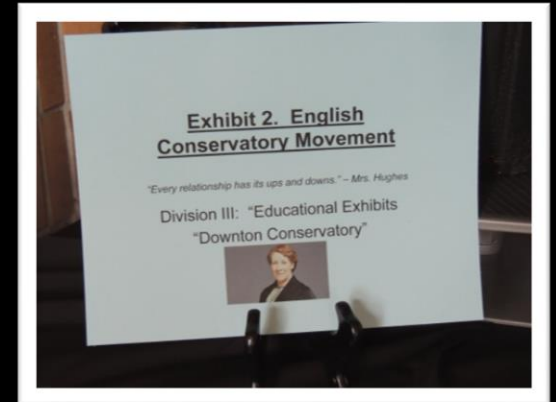 Exhibit 2.  English
Conservatory Movement
"Every relationship has its ups and downs." – Mrs. Hughes
Division III:  "Educational Exhibits
"Downton Conservatory"